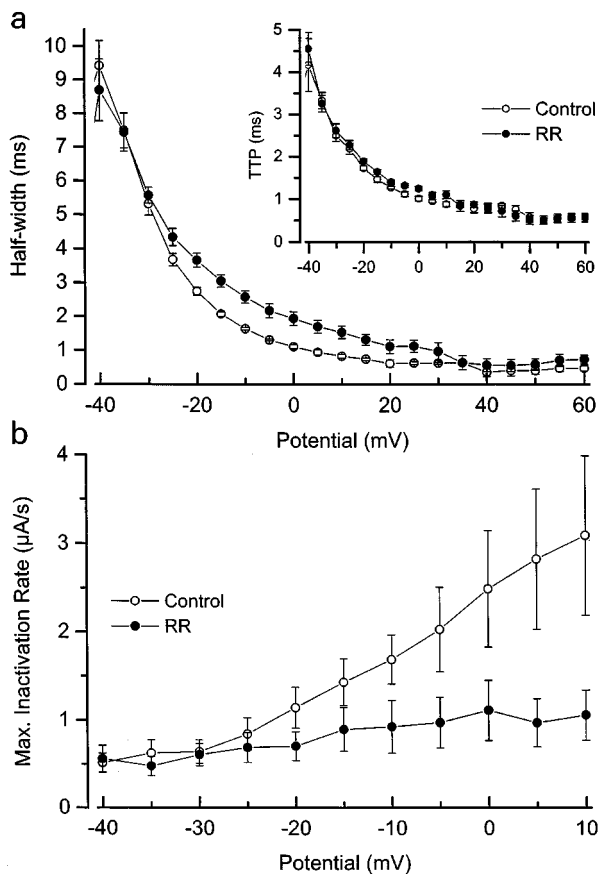 a
Half-width (ms)
10
9
8
7
6
5
4
3
2
1
0
-40 -20 0 20 40 60
Potential (mV)
TTP (ms)
5
4
3
2
1
0
-40 -20 0 20 40 60
Control
RR
b
Max. Inactivation Rate (µA/s)
4
3
2
1
0
Control
RR
-40 -30 -20 -10 0 10
Potential (mV)